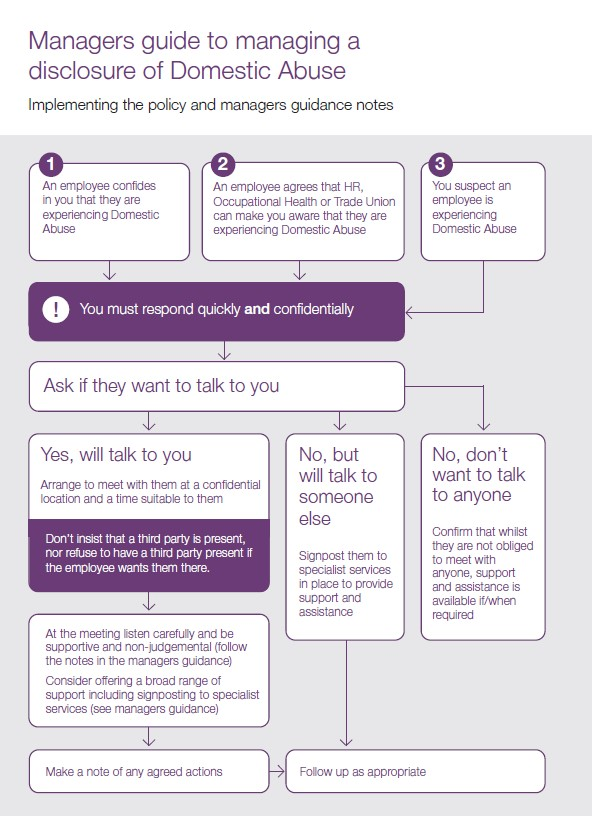 Managers guide to managing a
disclosure of Domestic Abuse
Implementing the policy and managers guidance notes
1
An employee confides
in you that they are
experiencing Domestic
Abuse
2
An employee agrees that HR,
Occupational Health or Trade Union
can make you aware that they are
experiencing Domestic Abuse
3
You suspect an
employee is
experiencing
Domestic Abuse
! You must respond quickly and confidentially
Ask if they want to talk to you
Yes, will talk to you
Arrange to meet with them at a confidential
location and a time suitable to them
Don't insist that a third party is present,
nor refuse to have a third party present if
the employee wants them there.
At the meeting listen carefully and be
supportive and non-judgemental (follow
the notes in the managers guidance)
Consider offering a broad range of
support including signposting to specialist
services (see managers guidance)
Make a note of any agreed actions
No, but
will talk to
someone
else
Signpost them to
specialist services
in place to provide
support and
assistance
Follow up as appropriate
No, don't
want to talk
to anyone
Confirm that whilst
they are not obliged
to meet with
anyone, support
and assistance is
available if/when
required